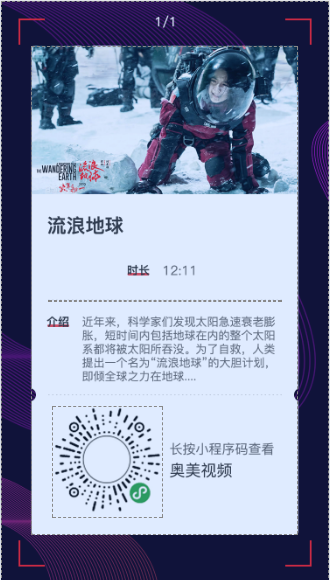 1/1
THE
WANDERING
EARTH
流浪
地球
流浪地球
时长 12:11
介绍 近年来，科学家们发现太阳急速衰老膨
胀，短时间内包括地球在内的整个太阳
系都将被太阳所吞没。为了自救，人类
提出一个名为“流浪地球”的大胆计划，
即倾全球之力在地球....
长按小程序码查看
奥美视频